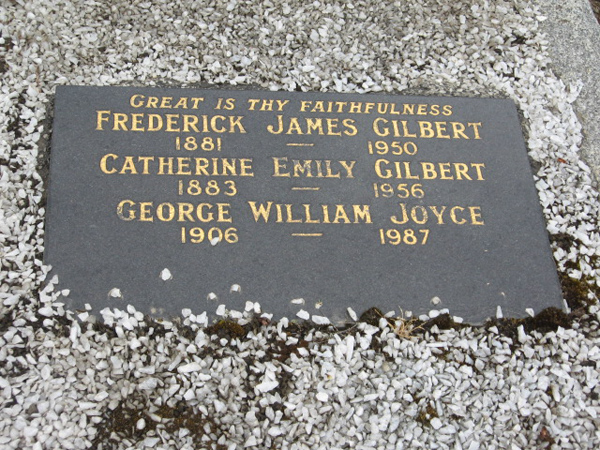 GREAT IS THY FAITHFULNESS
FREDERICK JAMES GILBERT
1881 — 1950
CATHERINE EMILY GILBERT
1883 — 1956
GEORGE WILLIAM JOYCE
1906 — 1987